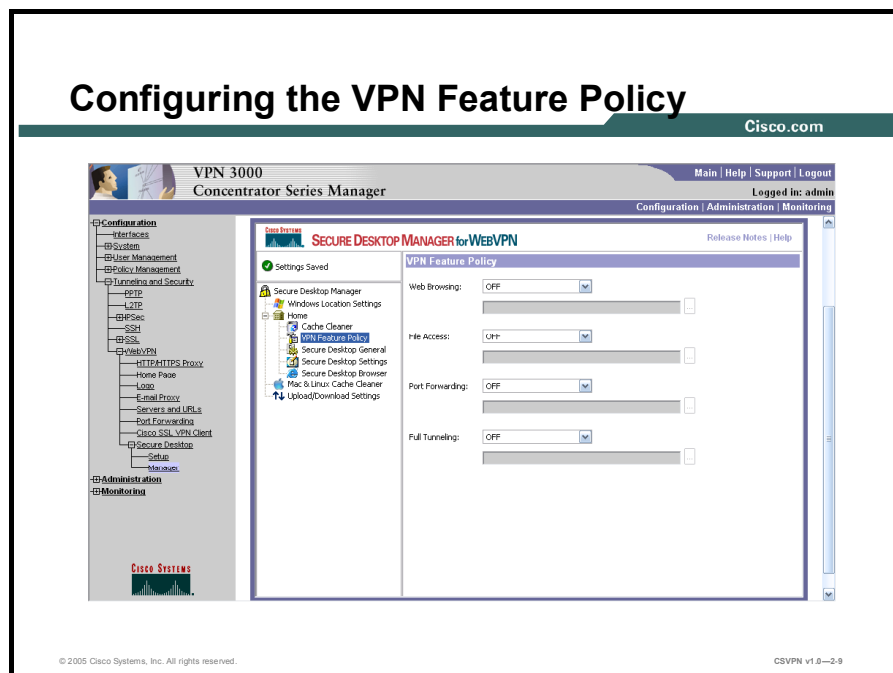 Configuring the VPN Feature Policy
Cisco.com
VPN 3000
Concentrator Series Manager
Main | Help | Support | Logout
Logged in: admin
Configuration | Administration | Monitoring
Configuration
Interfaces
System
User Management
Policy Management
Tunneling and Security
PPTP
L2TP
IPSec
SSH
SSL
WebVPN
HTTP/HTTPS Proxy
Home Page
Logo
E-mail Proxy
Servers and URLs
Port Forwarding
Cisco SSL VPN Client
Secure Desktop
Setup
Manager
Administration
Monitoring
CISCO SYSTEMS
CISCO SYSTEMS
SECURE DESKTOP MANAGER for WEBVPN
Release Notes | Help
Settings Saved
Secure Desktop Manager
Windows Location Settings
Home
Cache Cleaner
VPN Feature Policy
Secure Desktop General
Secure Desktop Settings
Secure Desktop Browser
Mac & Linux Cache Cleaner
Upload/Download Settings
VPN Feature Policy
Web Browsing: OFF
...
File Access: OFF
...
Port Forwarding: OFF
...
Full Tunneling: OFF
...
© 2005 Cisco Systems, Inc. All rights reserved.
CSVPN v1.0—2-9